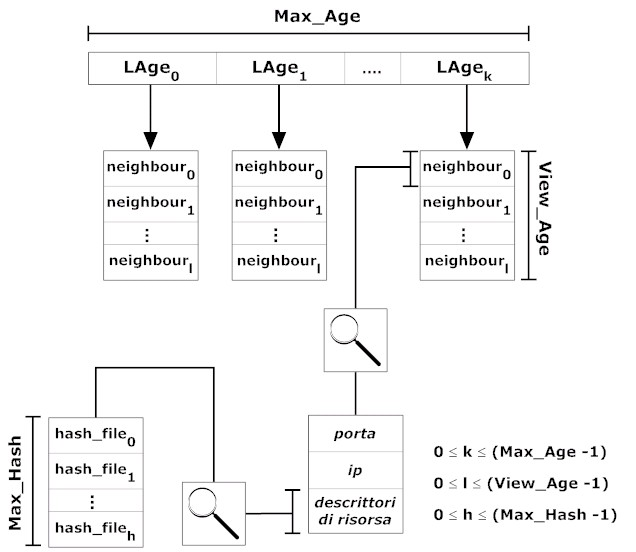 Max_Age
LAge0 LAge1 .... LAgek
neighbour0 neighbour0 neighbour0
neighbour1 neighbour1 neighbour1
⋮ ⋮ ⋮
neighbourl neighbourl neighbourl
View_Age
Max_Hash
hash_file0
hash_file1
⋮
hash_fileh
porta
ip
descrittori
di risorsa
0 ≤ k ≤ (Max_Age -1)
0 ≤ l ≤ (View_Age -1)
0 ≤ h ≤ (Max_Hash -1)